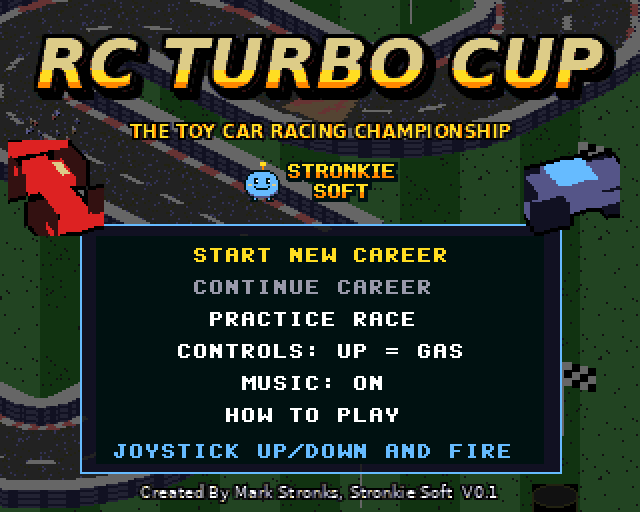 RC TURBO CUP
THE TOY CAR RACING CHAMPIONSHIP
STRONKIE
SOFT
START NEW CAREER
CONTINUE CAREER
PRACTICE RACE
CONTROLS: UP = GAS
MUSIC: ON
HOW TO PLAY
JOYSTICK UP/DOWN AND FIRE
Created By Mark Stronks, Stronkie Soft V0.1